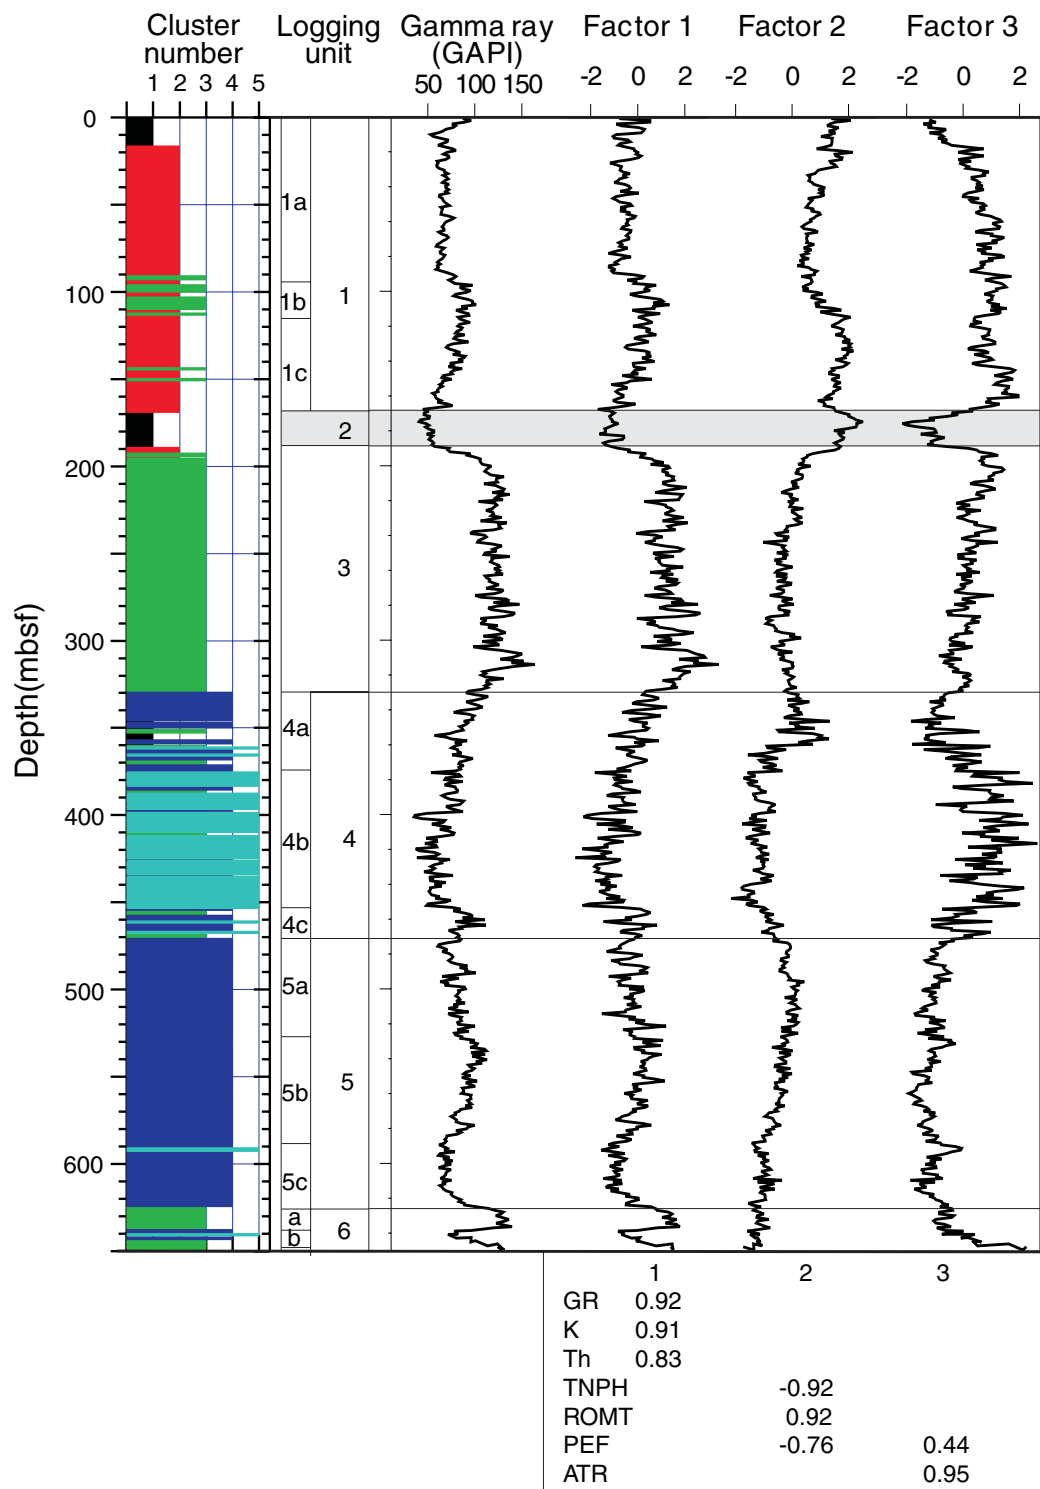 Cluster number
Logging unit
Gamma ray (GAPI)
Factor 1
Factor 2
Factor 3
1 2 3 4 5
50 100 150
-2 0 2
-2 0 2
-2 0 2
Depth(mbsf)
0
100
200
300
400
500
600
1a
1b
1c
1
2
3
4a
4b
4c
4
5a
5b
5c
5
a
b
6
1 2 3
GR 0.92
K 0.91
Th 0.83
TNPH -0.92
ROMT 0.92
PEF -0.76 0.44
ATR 0.95